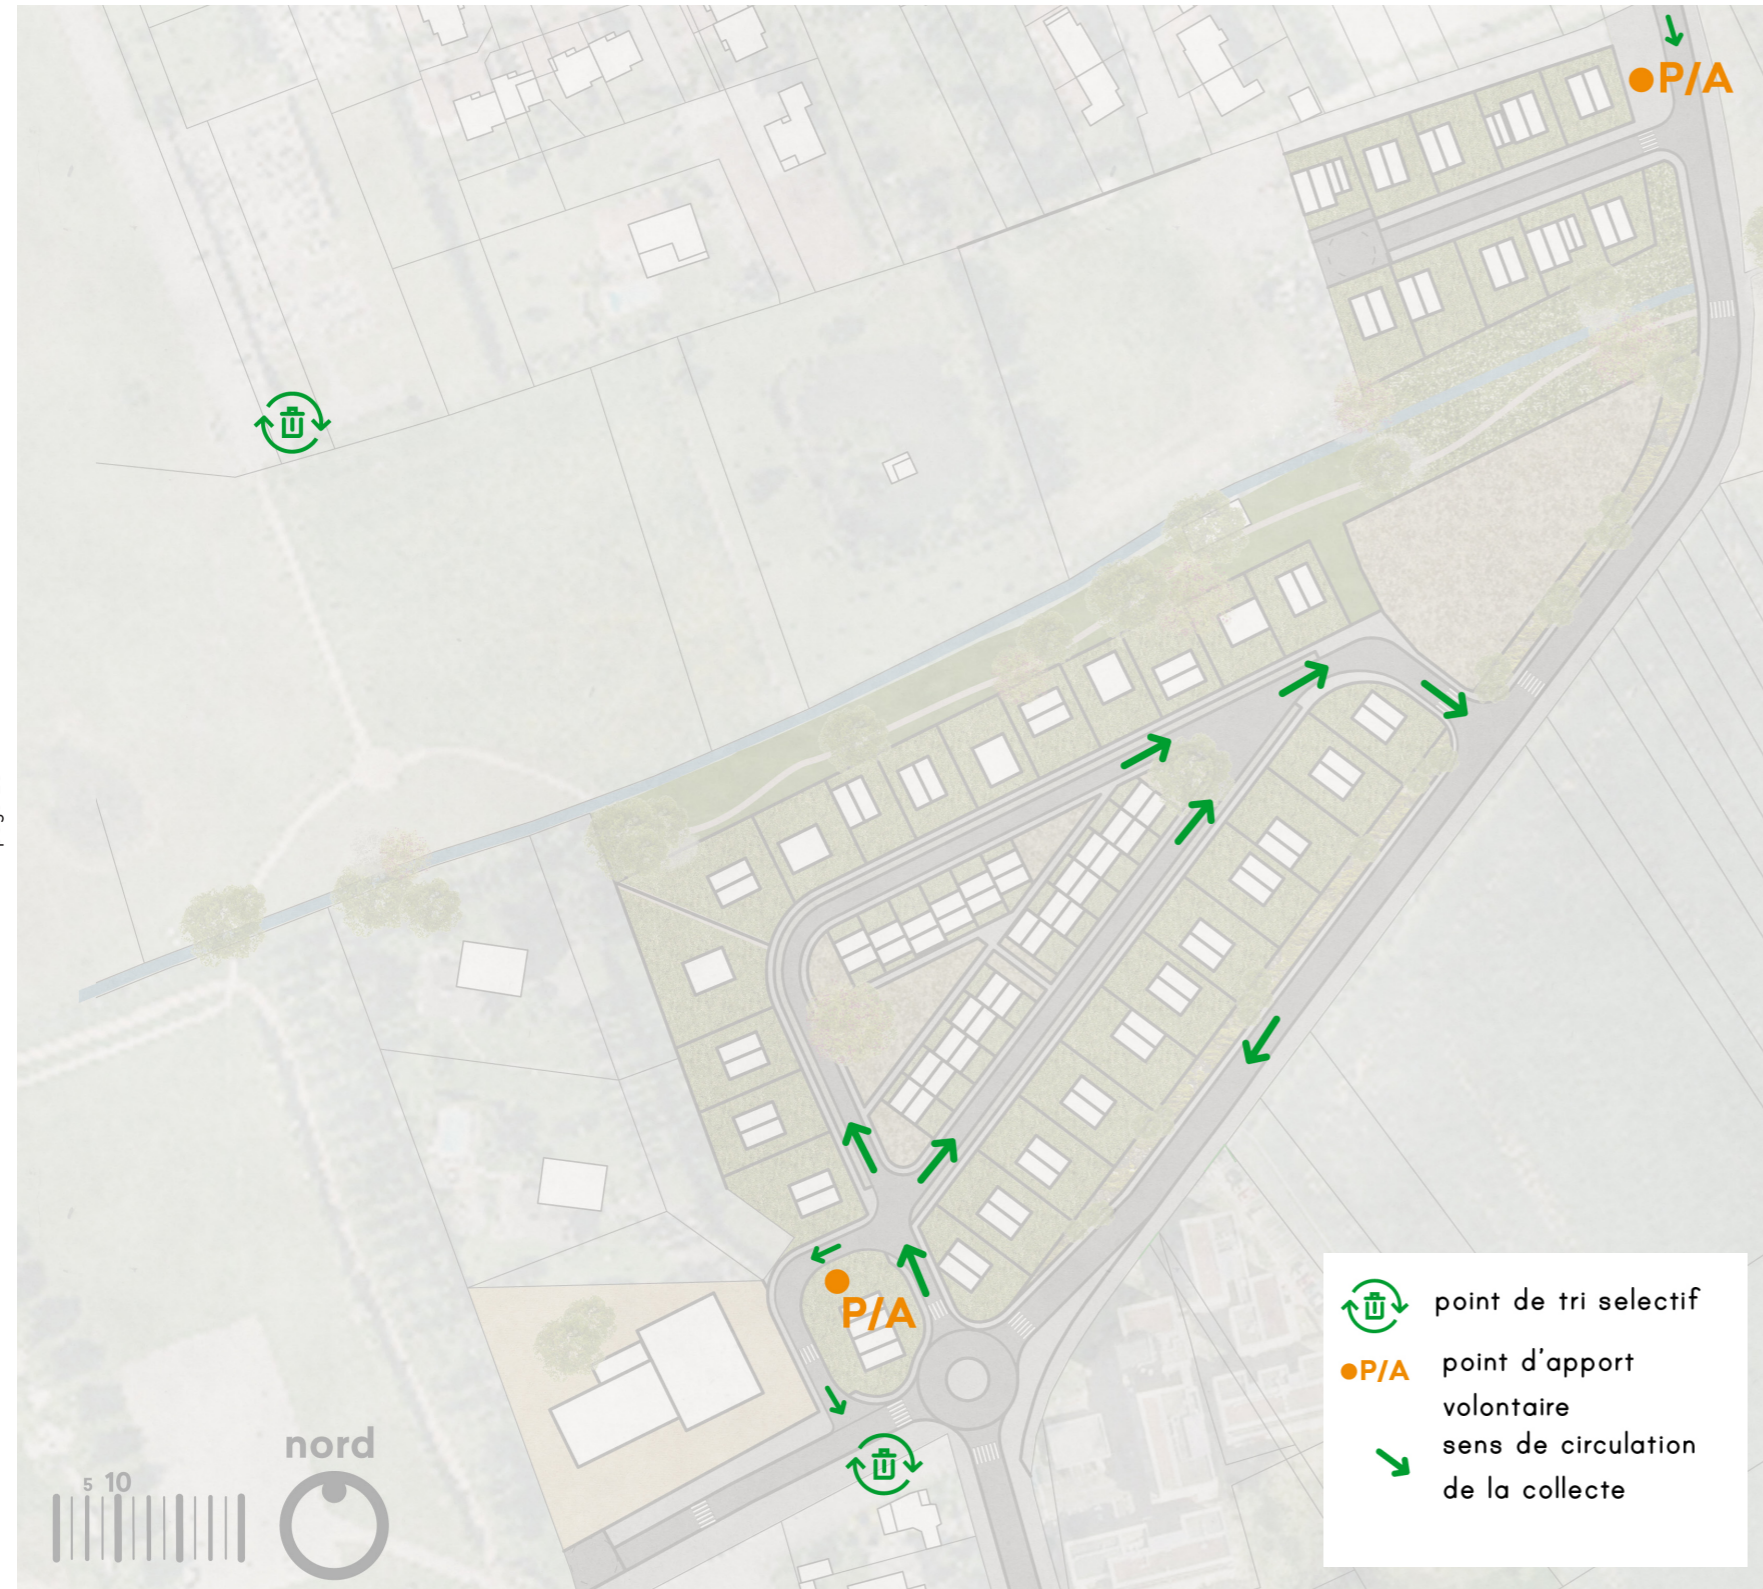 P/A
P/A
nord
5 10
point de tri selectif
P/A
point d'apport
volontaire
sens de circulation
de la collecte